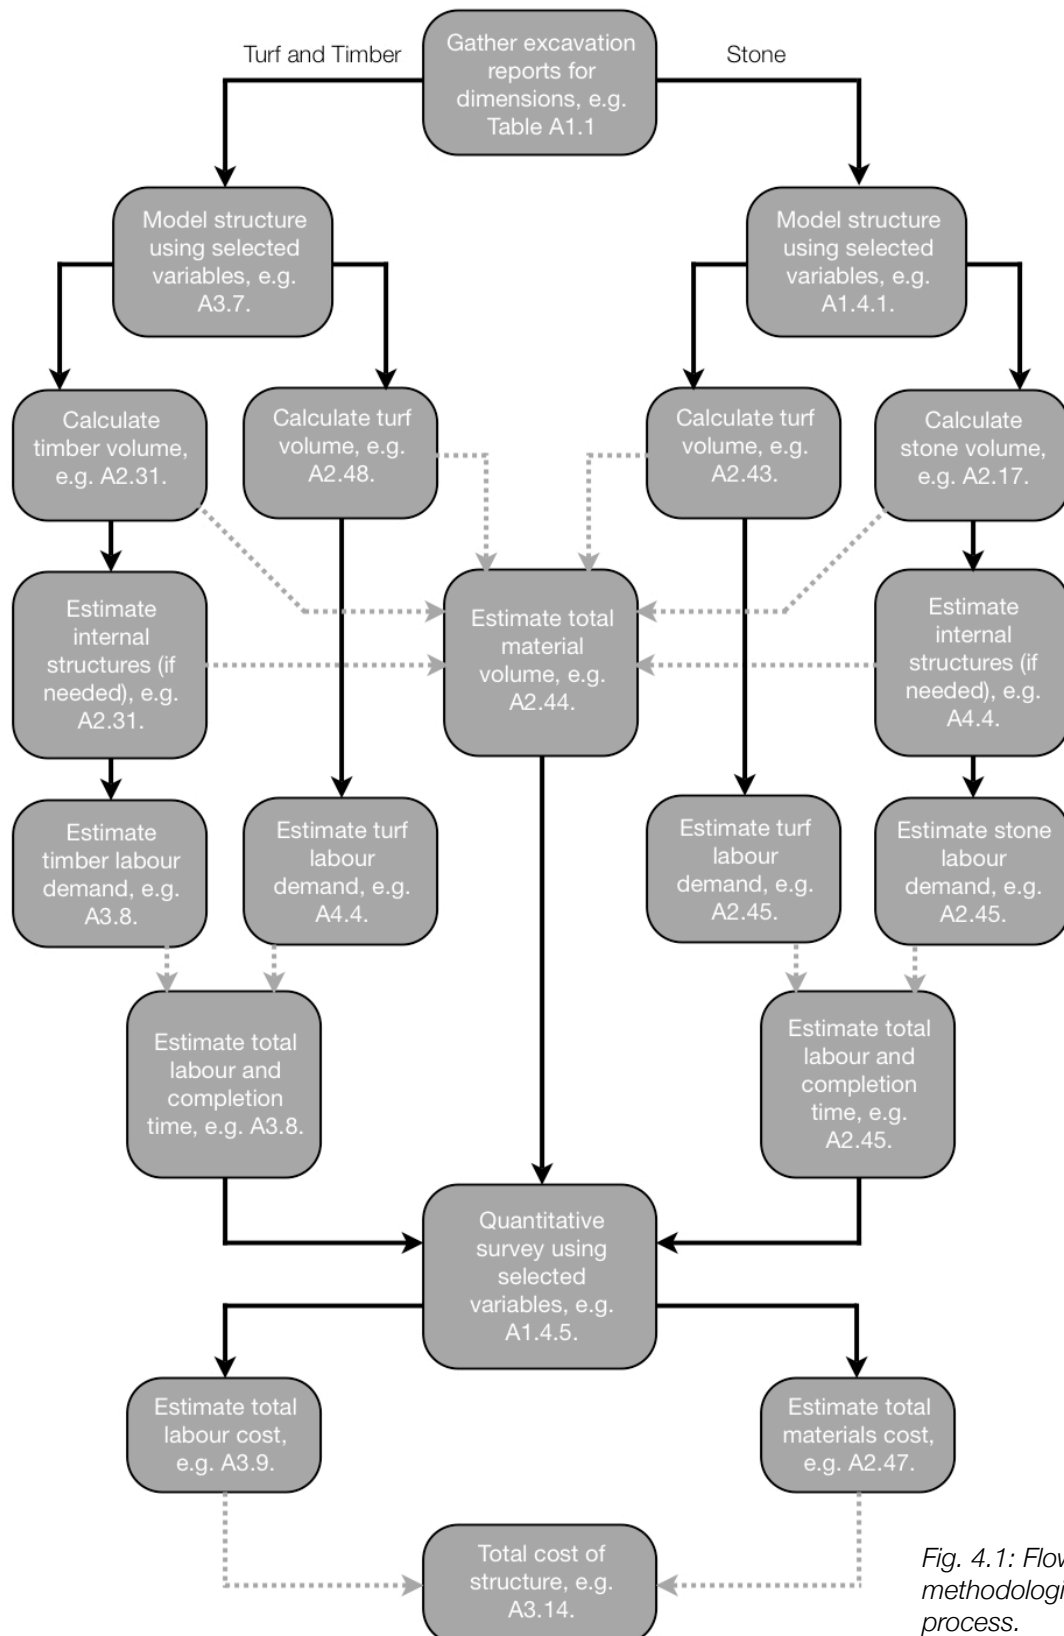 Turf and Timber
Gather excavation
reports for
dimensions, e.g.
Table A1.1
Stone
Model structure
using selected
variables, e.g.
A3.7.
Model structure
using selected
variables, e.g.
A1.4.1.
Calculate
timber volume,
e.g. A2.31.
Calculate turf
volume, e.g.
A2.48.
Calculate turf
volume, e.g.
A2.43.
Calculate
stone volume,
e.g. A2.17.
Estimate
internal
structures (if
needed), e.g.
A2.31.
Estimate total
material
volume, e.g.
A2.44.
Estimate
internal
structures (if
needed), e.g.
A4.4.
Estimate
timber labour
demand, e.g.
A3.8.
Estimate turf
labour
demand, e.g.
A4.4.
Estimate turf
labour
demand, e.g.
A2.45.
Estimate stone
labour
demand, e.g.
A2.45.
Estimate total
labour and
completion
time, e.g. A3.8.
Estimate total
labour and
completion
time, e.g.
A2.45.
Quantitative
survey using
selected
variables, e.g.
A1.4.5.
Estimate total
labour cost,
e.g. A3.9.
Estimate total
materials cost,
e.g. A2.47.
Total cost of
structure, e.g.
A3.14.
Fig. 4.1: Flow
methodologi
process.